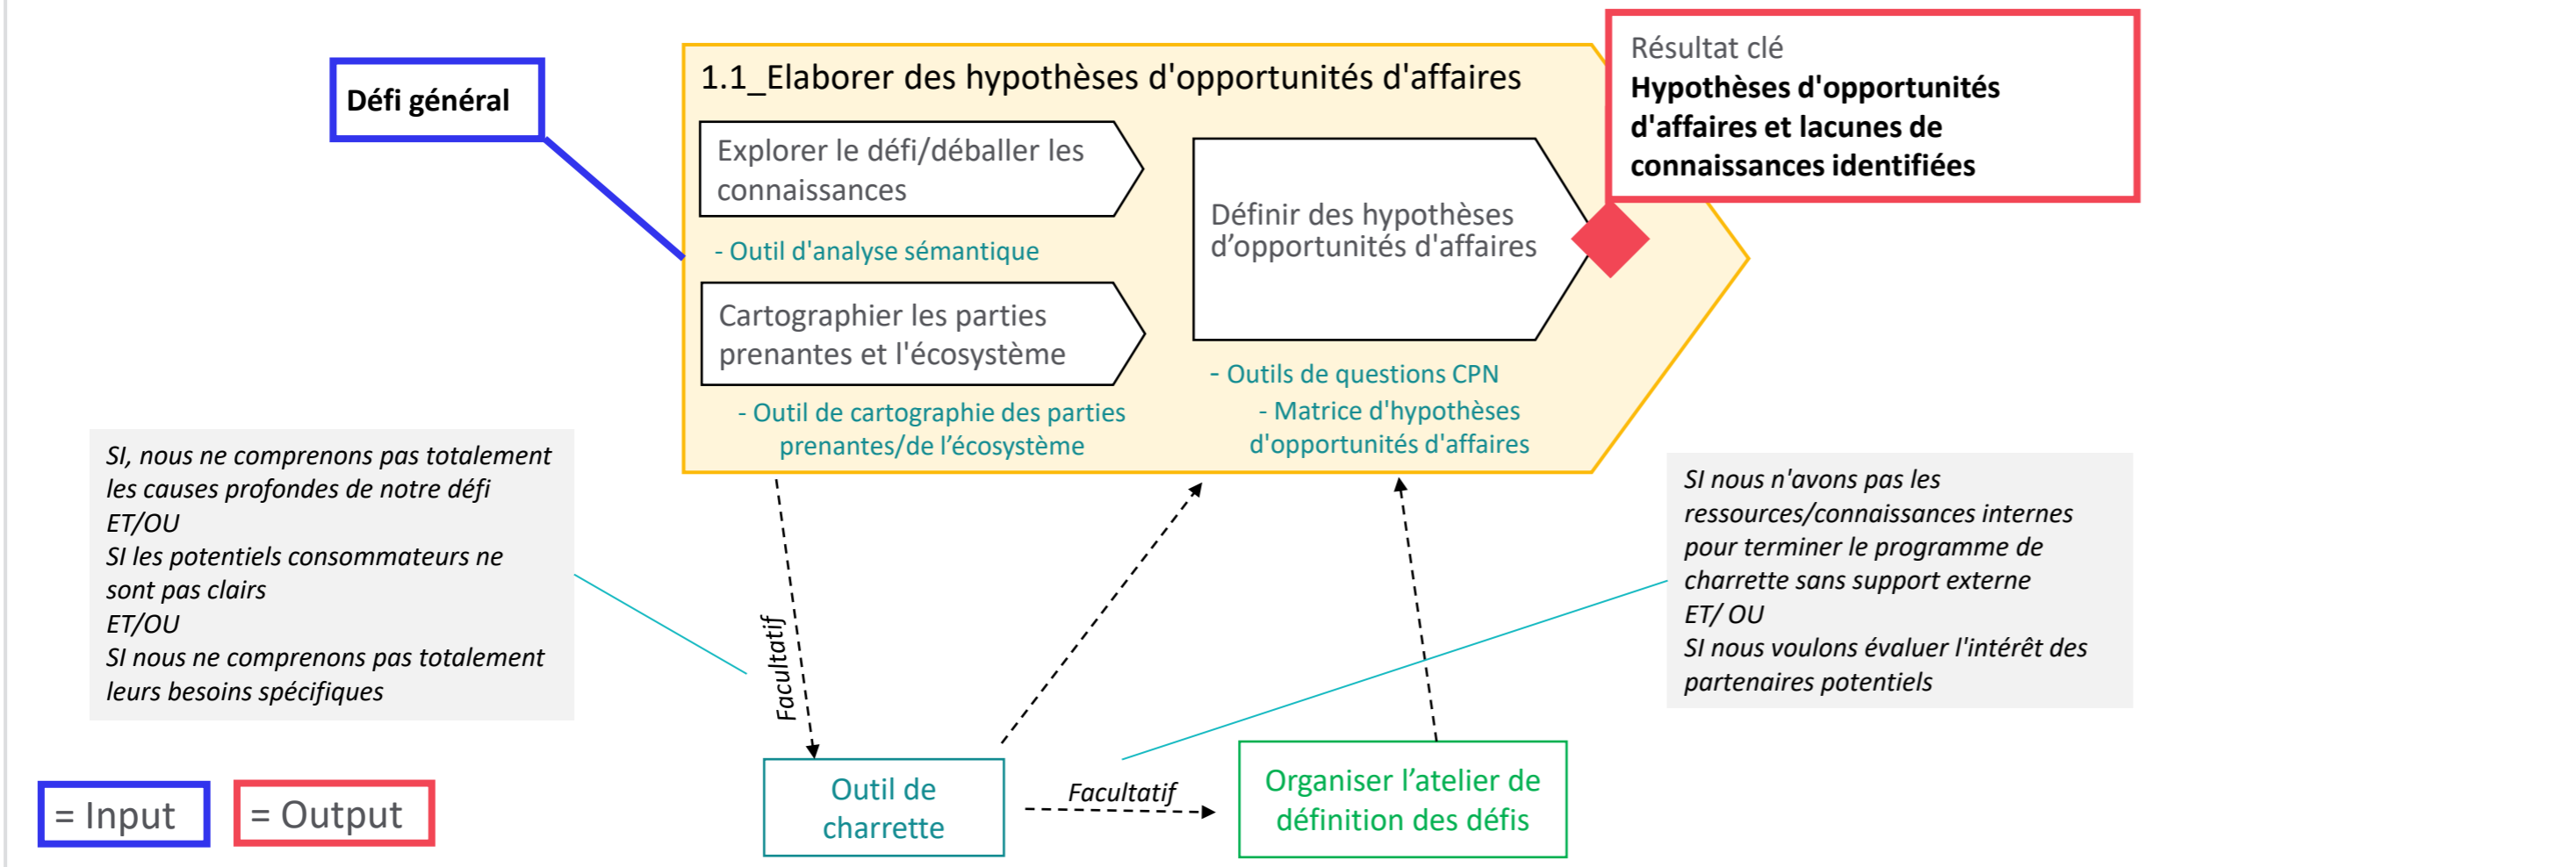 Défi général
1.1_Elaborer des hypothèses d'opportunités d'affaires
Explorer le défi/déballer les
connaissances
- Outil d'analyse sémantique
Cartographier les parties
prenantes et l'écosystème
- Outil de cartographie des parties
prenantes/de l’écosystème
Définir des hypothèses
d’opportunités d'affaires
- Outils de questions CPN
- Matrice d'hypothèses
d'opportunités d'affaires
Résultat clé
Hypothèses d'opportunités
d'affaires et lacunes de
connaissances identifiées
SI, nous ne comprenons pas totalement
les causes profondes de notre défi
ET/OU
SI les potentiels consommateurs ne
sont pas clairs
ET/OU
SI nous ne comprenons pas totalement
leurs besoins spécifiques
Facultatif
SI nous n'avons pas les
ressources/connaissances internes
pour terminer le programme de
charrette sans support externe
ET/ OU
SI nous voulons évaluer l'intérêt des
partenaires potentiels
= Input
= Output
Outil de
charrette
Facultatif
Organiser l’atelier de
définition des défis